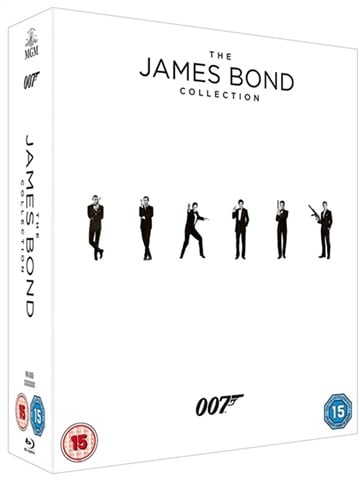 MGM
007
THE
JAMES BOND
COLLECTION
15
15
THE
JAMES BOND
COLLECTION
007
15
15